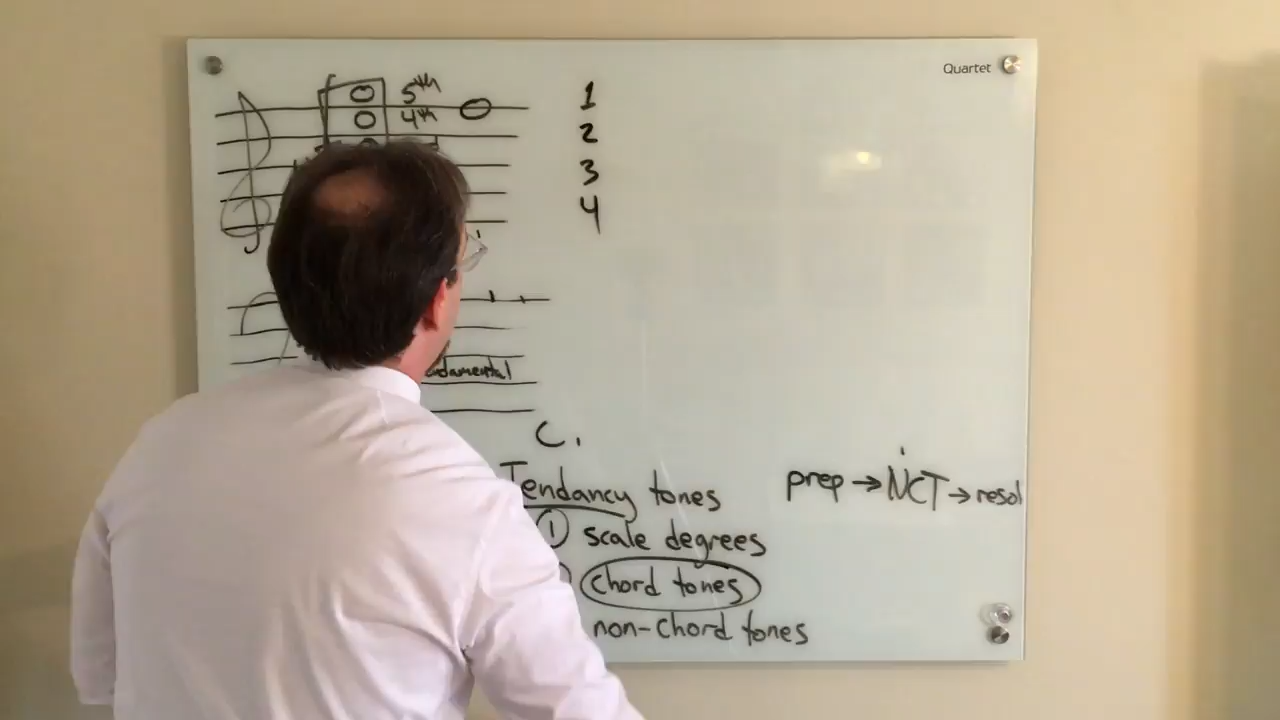 Quartet
5th
4th
1
2
3
4
C.
Tendancy tones
1 scale degrees
chord tones
non-chord tones
prep → NCT → resol